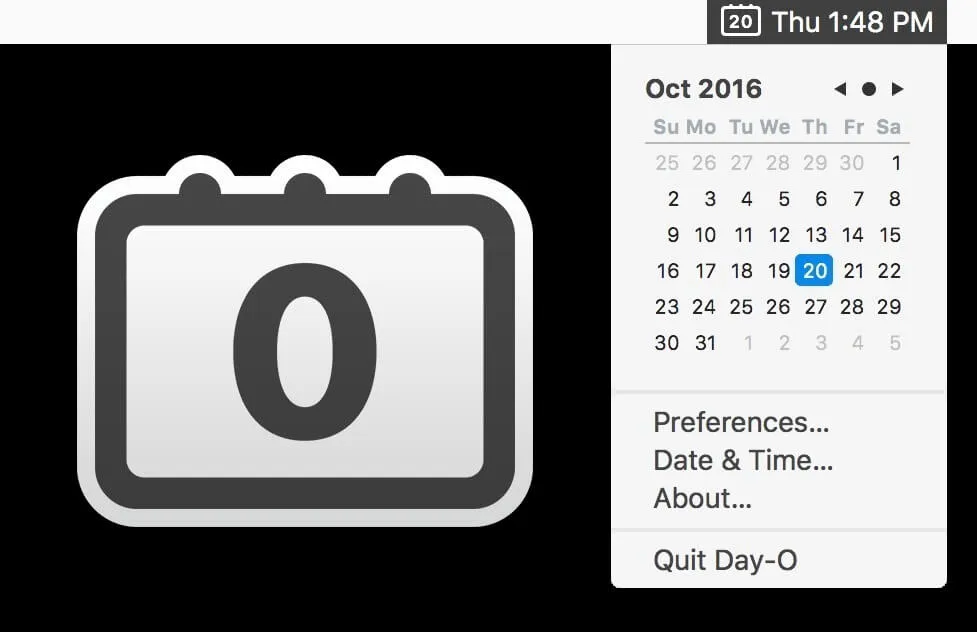 20 Thu 1:48 PM
Oct 2016
Su Mo Tu We Th Fr Sa
25 26 27 28 29 30 1
2 3 4 5 6 7 8
9 10 11 12 13 14 15
16 17 18 19 20 21 22
23 24 25 26 27 28 29
30 31 1 2 3 4 5
0
Preferences...
Date & Time...
About...
Quit Day-O